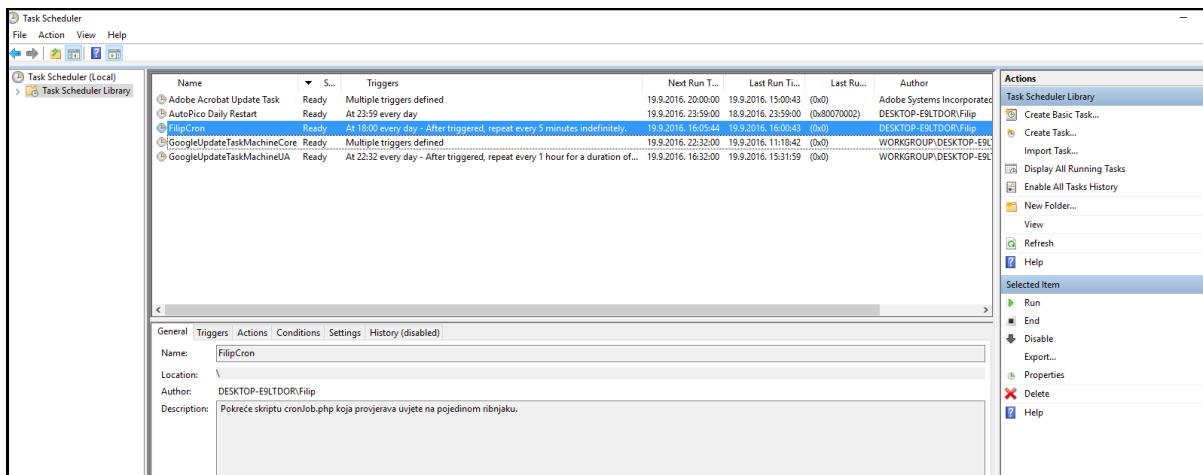 Task Scheduler
File Action View Help
Task Scheduler (Local)
Task Scheduler Library
Name S... Triggers Next Run T... Last Run Ti... Last Ru... Author
Adobe Acrobat Update Task Ready Multiple triggers defined 19.9.2016. 20:00:00 19.9.2016. 15:00:43 (0x0) Adobe Systems Incorporated
AutoPico Daily Restart Ready At 23:59 every day 19.9.2016. 23:59:00 18.9.2016. 23:59:00 (0x80070002) DESKTOP-E9LTDOR\Filip
FilipCron Ready At 18:00 every day - After triggered, repeat every 5 minutes indefinitely. 19.9.2016. 16:05:44 19.9.2016. 16:00:43 (0x0) DESKTOP-E9LTDOR\Filip
GoogleUpdateTaskMachineCore Ready Multiple triggers defined 19.9.2016. 22:32:00 19.9.2016. 11:18:42 (0x0) WORKGROUP\DESKTOP-E9L
GoogleUpdateTaskMachineUA Ready At 22:32 every day - After triggered, repeat every 1 hour for a duration of... 19.9.2016. 16:32:00 19.9.2016. 15:31:59 (0x0) WORKGROUP\DESKTOP-E9L
General Triggers Actions Conditions Settings History (disabled)
Name: FilipCron
Location: \
Author: DESKTOP-E9LTDOR\Filip
Description: Pokreće skriptu cronJob.php koja provjerava uvjete na pojedinom ribnjaku.
Actions
Task Scheduler Library
Create Basic Task...
Create Task...
Import Task...
Display All Running Tasks
Enable All Tasks History
New Folder...
View
Refresh
Help
Selected Item
Run
End
Disable
Export...
Properties
Delete
Help